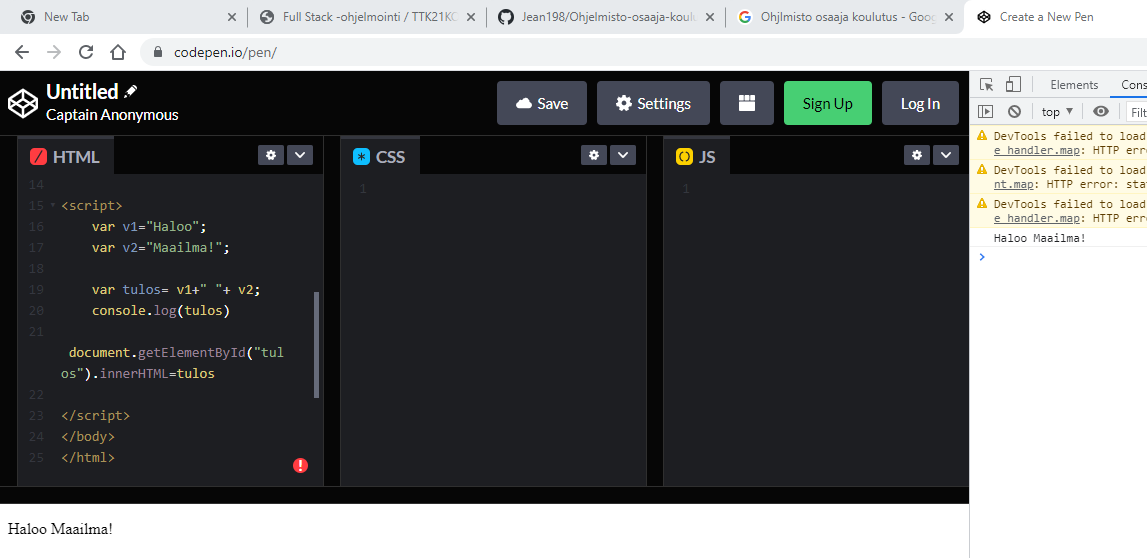 New Tab
Full Stack -ohjelmointi / TTK21KC
Jean198/Ohjelmisto-osaaja-koulu
Ohjlmisto osaaja koulutus - Goog
Create a New Pen
codepen.io/pen/
Untitled
Captain Anonymous
Save
Settings
Sign Up
Log In
Elements
Cons
top
Filt
HTML
CSS
JS
14
15 <script>
16 var v1="Haloo";
17 var v2="Maailma!";
18
19 var tulos= v1+" "+ v2;
20 console.log(tulos)
21
document.getElementById("tul
os").innerHTML=tulos
22
23 </script>
24 </body>
25 </html>
1
1
DevTools failed to load
e_handler.map: HTTP erro
DevTools failed to load
nt.map: HTTP error: stat
DevTools failed to load
e_handler.map: HTTP erro
Haloo Maailma!
Haloo Maailma!